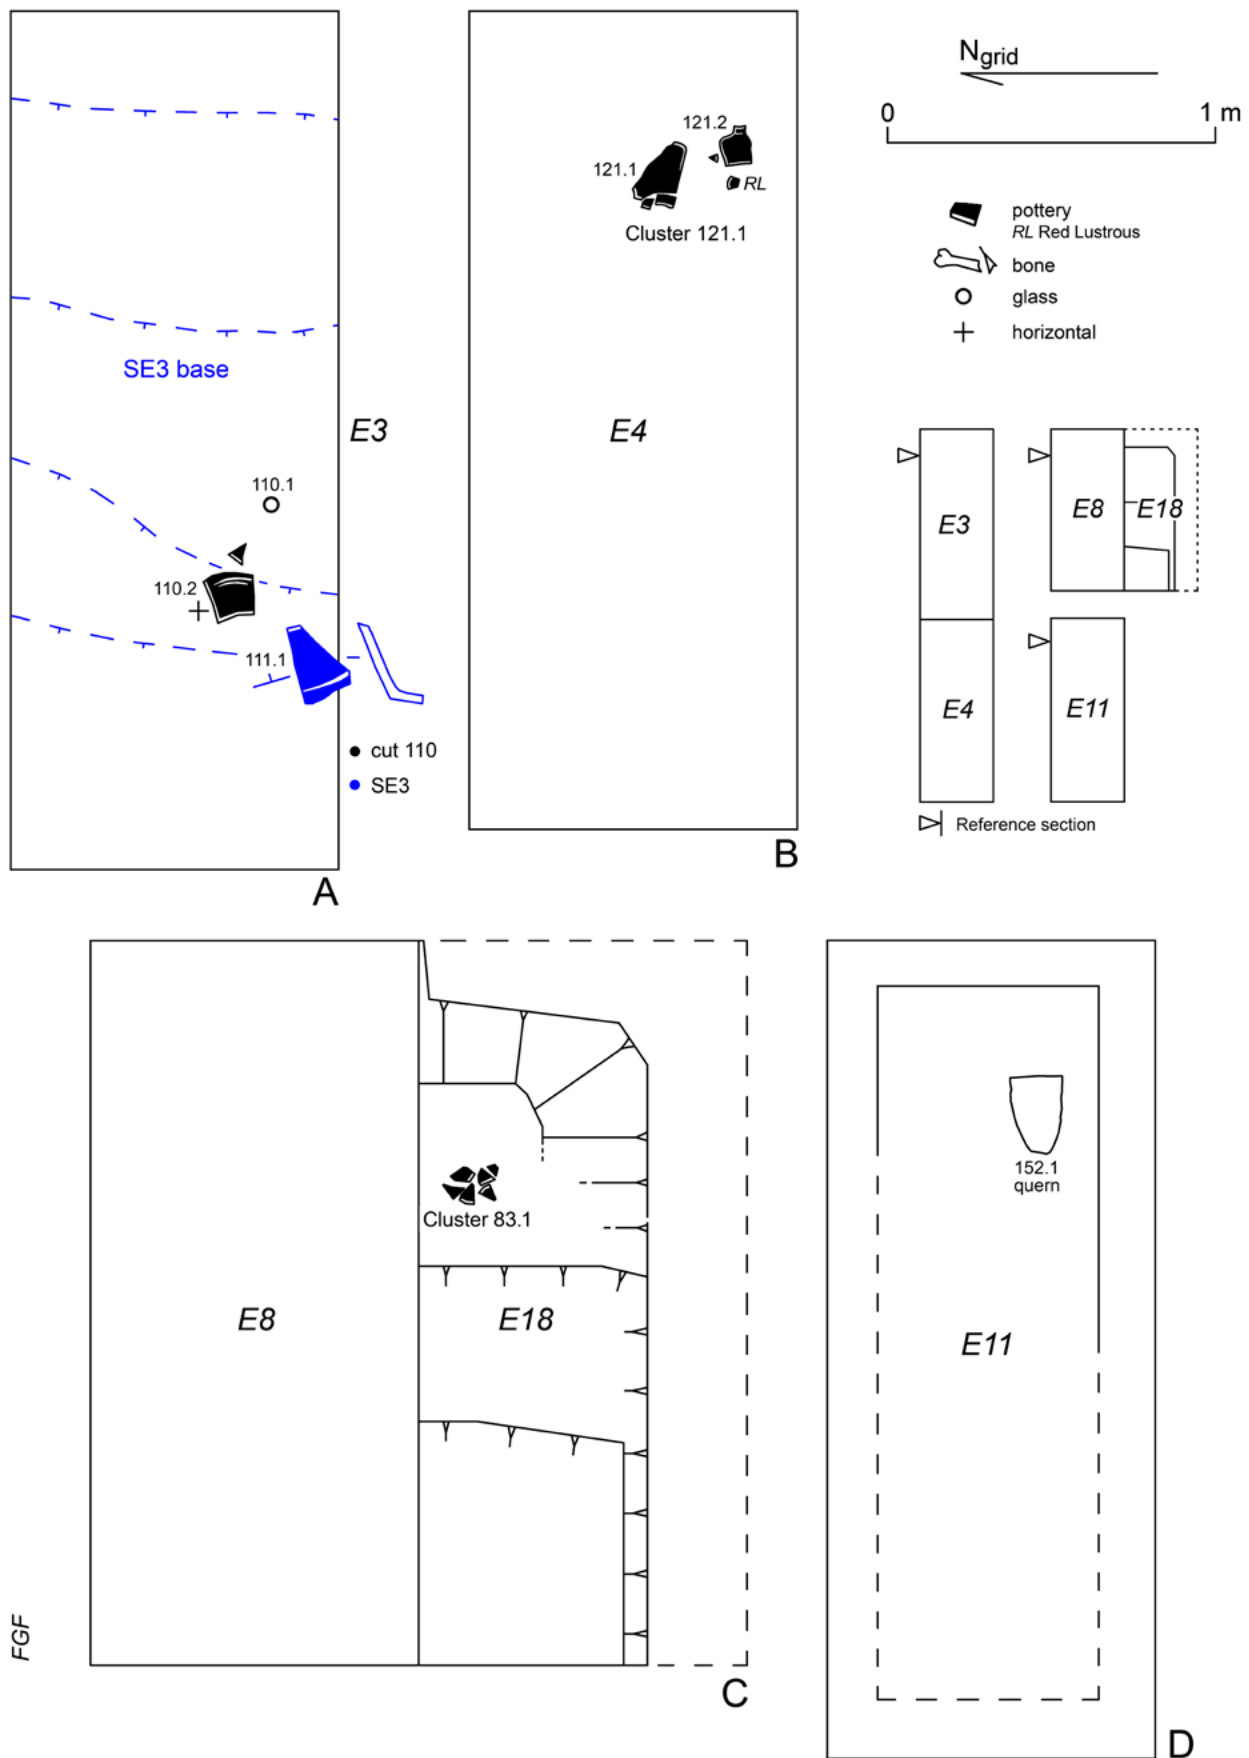 SE3 base
E3
110.1
110.2
111.1
cut 110
SE3
A
121.2
121.1
RL
Cluster 121.1
E4
B
Ngrid
0
1 m
pottery
RL Red Lustrous
bone
glass
horizontal
E3
E8
E18
E4
E11
Reference section
Cluster 83.1
E8
E18
C
FGF
152.1
quern
E11
D